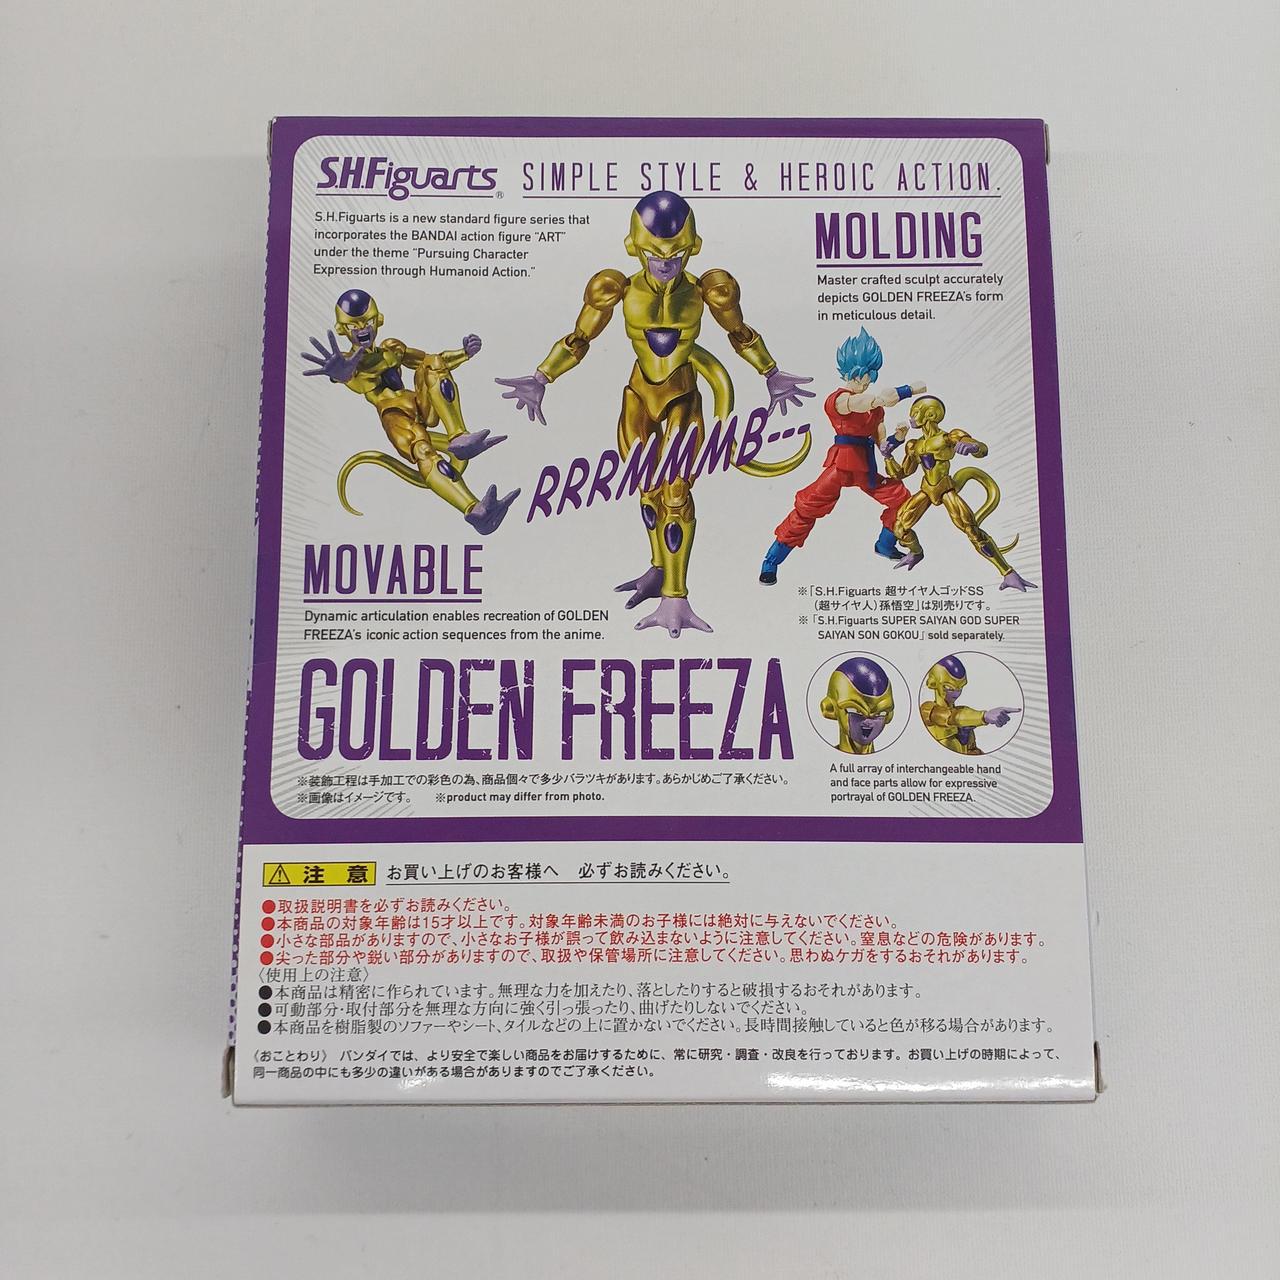 S.H.Figuarts®
SIMPLE STYLE & HEROIC ACTION.
S.H.Figuarts is a new standard figure series that
incorporates the BANDAI action figure “ART”
under the theme “Pursuing Character
Expression through Humanoid Action.”
MOLDING
Master crafted sculpt accurately
depicts GOLDEN FREEZA's form
in meticulous detail.
RRRMMMMB---
MOVABLE
Dynamic articulation enables recreation of GOLDEN
FREEZA's iconic action sequences from the anime.
※「S.H.Figuarts 超サイヤ人ゴッドSS
（超サイヤ人）孫悟空」は別売りです。
※「S.H.Figuarts SUPER SAIYAN GOD SUPER
SAIYAN SON GOKOU」sold separately.
GOLDEN FREEZA
※装飾工程は手加工での彩色の為、商品個々で多少バラツキがあります。あらかじめご了承ください。
※画像はイメージです。 ※product may differ from photo.
A full array of interchangeable hand
and face parts allow for expressive
portrayal of GOLDEN FREEZA.
注 意 お買い上げのお客様へ 必ずお読みください。
●取扱説明書を必ずお読みください。
●本商品の対象年齢は15才以上です。対象年齢未満のお子様には絶対に与えないでください。
●小さな部品がありますので、小さなお子様が誤って飲み込まないように注意してください。窒息などの危険があります。
●尖った部分や鋭い部分がありますので、取扱や保管場所に注意してください。思わぬケガをするおそれがあります。
〈使用上の注意〉
●本商品は精密に作られています。無理な力を加えたり、落としたりすると破損するおそれがあります。
●可動部分・取付部分を無理な方向に強く引っ張ったり、曲げたりしないでください。
●本商品を樹脂製のソファーやシート、タイルなどの上に置かないでください。長時間接触していると色が移る場合があります。
〈おことわり〉 バンダイでは、より安全で楽しい商品をお届けするために、常に研究・調査・改良を行っております。お買い上げの時期によって、
同一商品の中にも多少の違いがある場合がありますのでご了承ください。